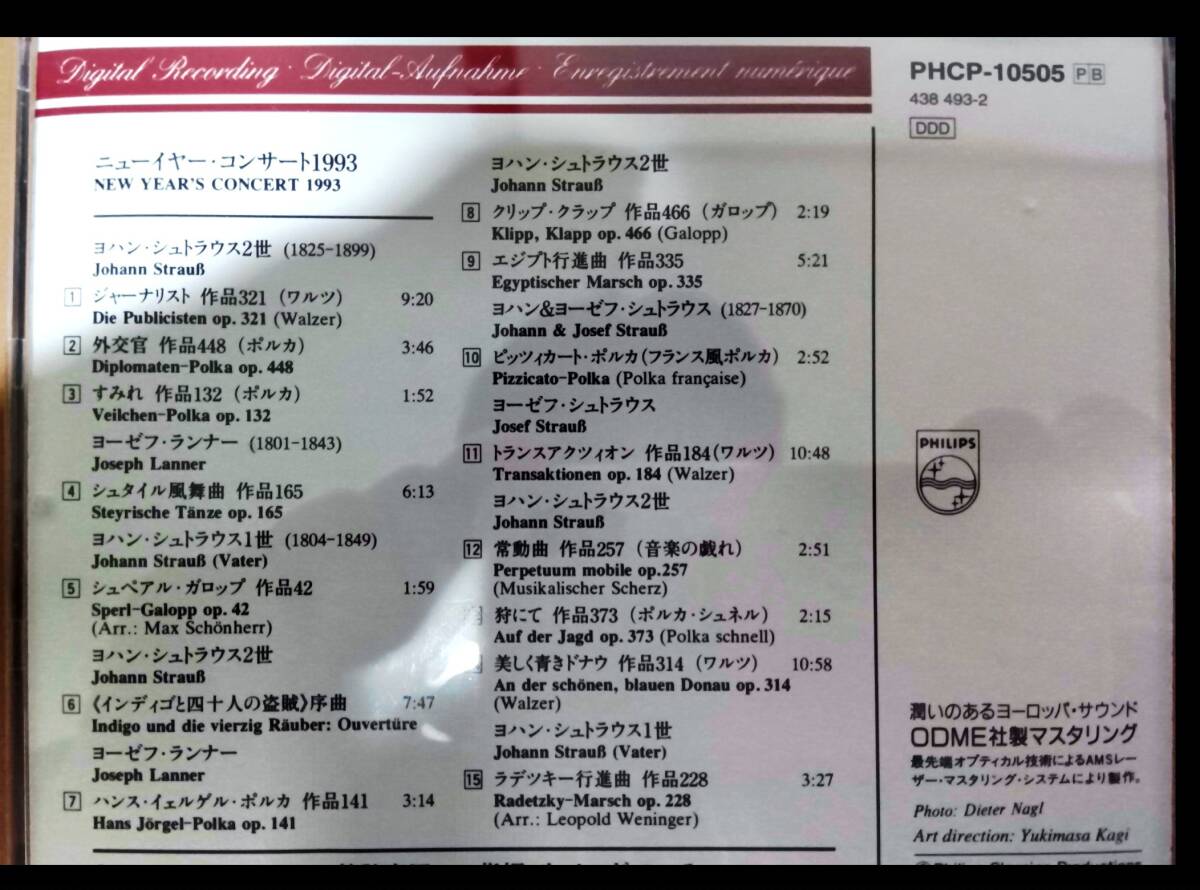 Digital Recording · Digital-Aufnahme · Enregistrement numérique
ニューイヤー・コンサート1993
NEW YEAR'S CONCERT 1993
ヨハン・シュトラウス2世 (1825-1899)
Johann Strauß
1 ジャーナリスト 作品321 (ワルツ) 9:20
Die Publicisten op. 321 (Walzer)
2 外交官 作品448 (ポルカ) 3:46
Diplomaten-Polka op. 448
3 すみれ 作品132 (ポルカ) 1:52
Veilchen-Polka op. 132
ヨーゼフ・ランナー (1801-1843)
Joseph Lanner
4 シュタイル風舞曲 作品165 6:13
Steyrische Tänze op. 165
ヨハン・シュトラウス1世 (1804-1849)
Johann Strauß (Vater)
5 シュペアル・ガロップ 作品42 1:59
Sperl-Galopp op. 42
(Arr.: Max Schönherr)
ヨハン・シュトラウス2世
Johann Strauß
6 《インディゴと四十人の盗賊》序曲 7:47
Indigo und die vierzig Räuber: Ouvertüre
ヨーゼフ・ランナー
Joseph Lanner
7 ハンス・イェルゲル・ポルカ 作品141 3:14
Hans Jörgel-Polka op. 141
ヨハン・シュトラウス2世
Johann Strauß
8 クリップ・クラップ 作品466 (ガロップ) 2:19
Klipp, Klapp op. 466 (Galopp)
9 エジプト行進曲 作品335 5:21
Egyptischer Marsch op. 335
ヨハン&ヨーゼフ・シュトラウス (1827-1870)
Johann & Josef Strauß
10 ピッツィカート・ポルカ(フランス風ポルカ) 2:52
Pizzicato-Polka (Polka française)
ヨーゼフ・シュトラウス
Josef Strauß
11 トランスアクツィオン 作品184(ワルツ) 10:48
Transaktionen op. 184 (Walzer)
ヨハン・シュトラウス2世
Johann Strauß
12 常動曲 作品257 (音楽の戯れ) 2:51
Perpetuum mobile op.257
(Musikalischer Scherz)
狩にて 作品373 (ポルカ・シュネル) 2:15
Auf der Jagd op. 373 (Polka schnell)
美しく青きドナウ 作品314 (ワルツ) 10:58
An der schönen, blauen Donau op. 314
(Walzer)
ヨハン・シュトラウス1世
Johann Strauß (Vater)
15 ラデツキー行進曲 作品228 3:27
Radetzky-Marsch op. 228
(Arr.: Leopold Weninger)
PHCP-10505 PB
438 493-2
DDD
PHILIPS
潤いのあるヨーロッパ・サウンド
ODME社製マスタリング
最先端オプティカル技術によるAMSレー
ザー・マスタリング・システムにより製作。
Photo: Dieter Nagl
Art direction: Yukimasa Kagi